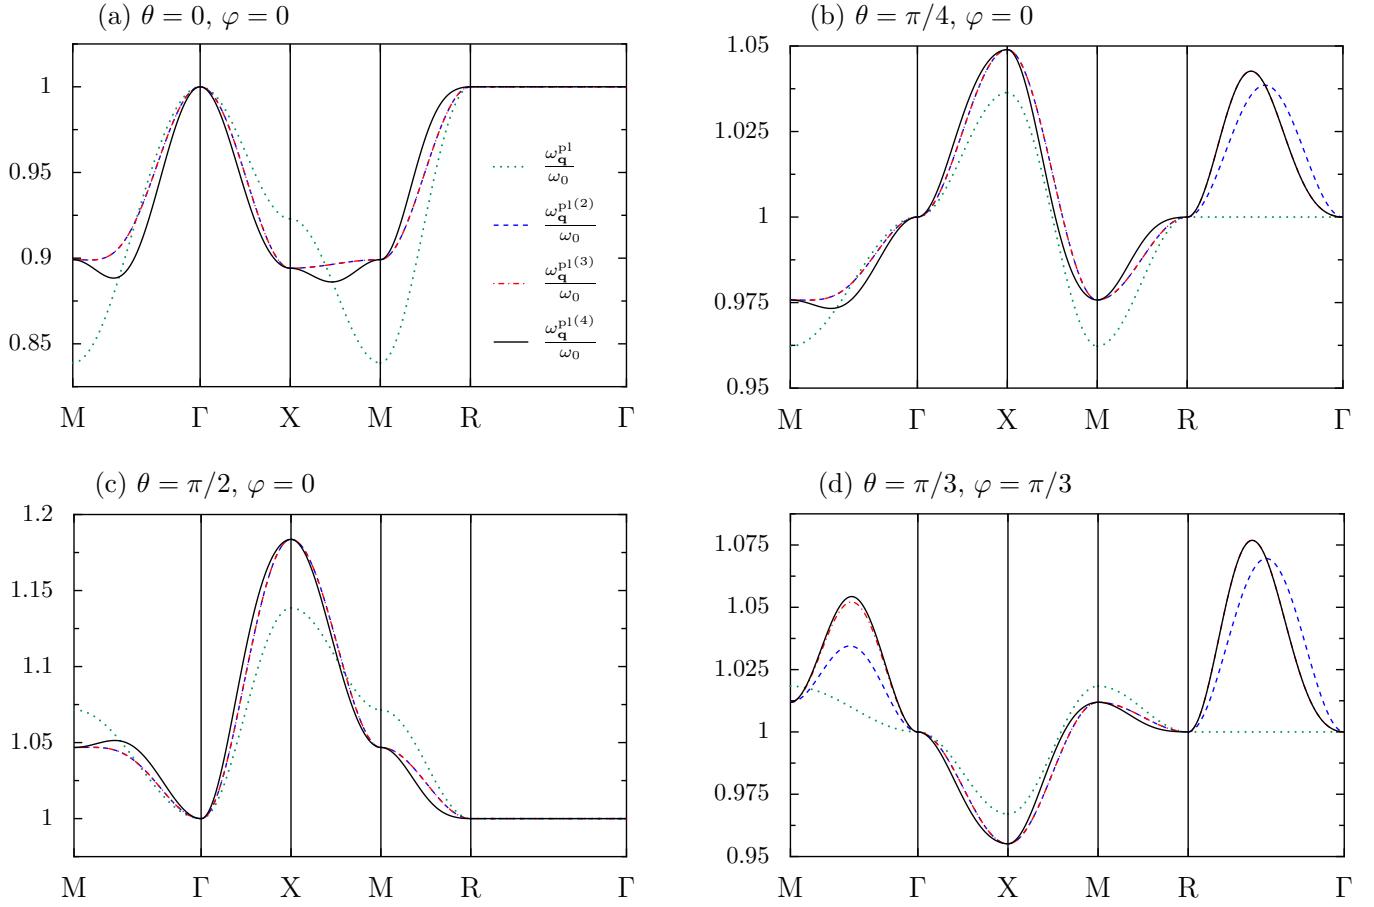 (a) θ = 0, φ = 0
1
0.95
0.9
0.85
M Γ X M R Γ
ω_q^pl / ω_0
ω_q^pl(2) / ω_0
ω_q^pl(3) / ω_0
ω_q^pl(4) / ω_0
(b) θ = π/4, φ = 0
1.05
1.025
1
0.975
0.95
M Γ X M R Γ
(c) θ = π/2, φ = 0
1.2
1.15
1.1
1.05
1
M Γ X M R Γ
(d) θ = π/3, φ = π/3
1.075
1.05
1.025
1
0.975
0.95
M Γ X M R Γ